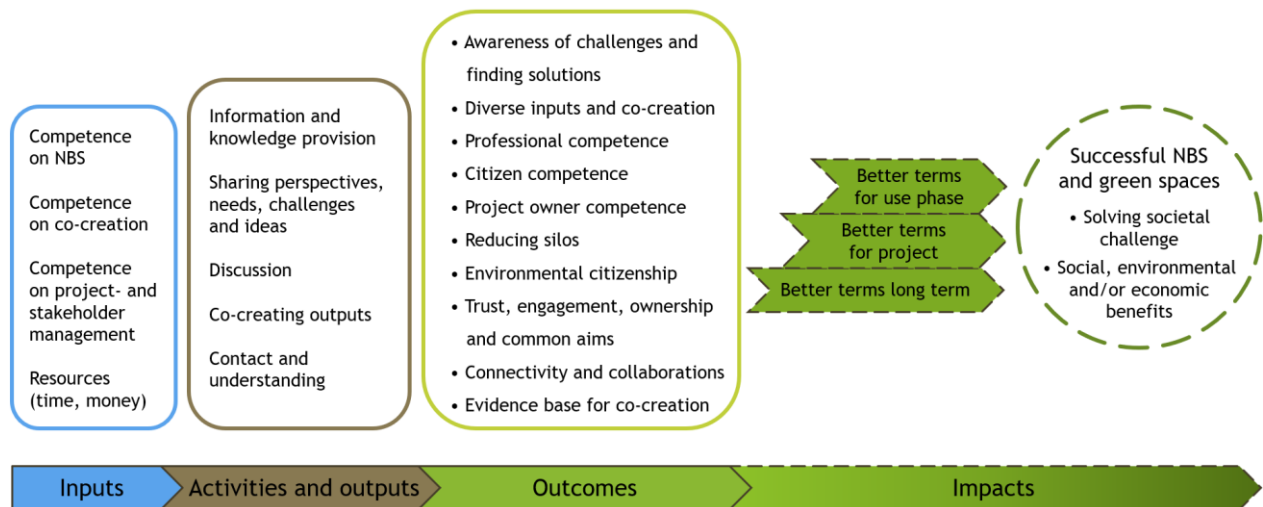 Competence
on NBS
Competence
on co-creation
Competence
on project- and
stakeholder
management
Resources
(time, money)
Information and
knowledge provision
Sharing perspectives,
needs, challenges
and ideas
Discussion
Co-creating outputs
Contact and
understanding
• Awareness of challenges and
finding solutions
• Diverse inputs and co-creation
• Professional competence
• Citizen competence
• Project owner competence
• Reducing silos
• Environmental citizenship
• Trust, engagement, ownership
and common aims
• Connectivity and collaborations
• Evidence base for co-creation
Better terms
for use phase
Better terms
for project
Better terms long term
Successful NBS
and green spaces
• Solving societal
challenge
• Social, environmental
and/or economic
benefits
Inputs
Activities and outputs
Outcomes
Impacts